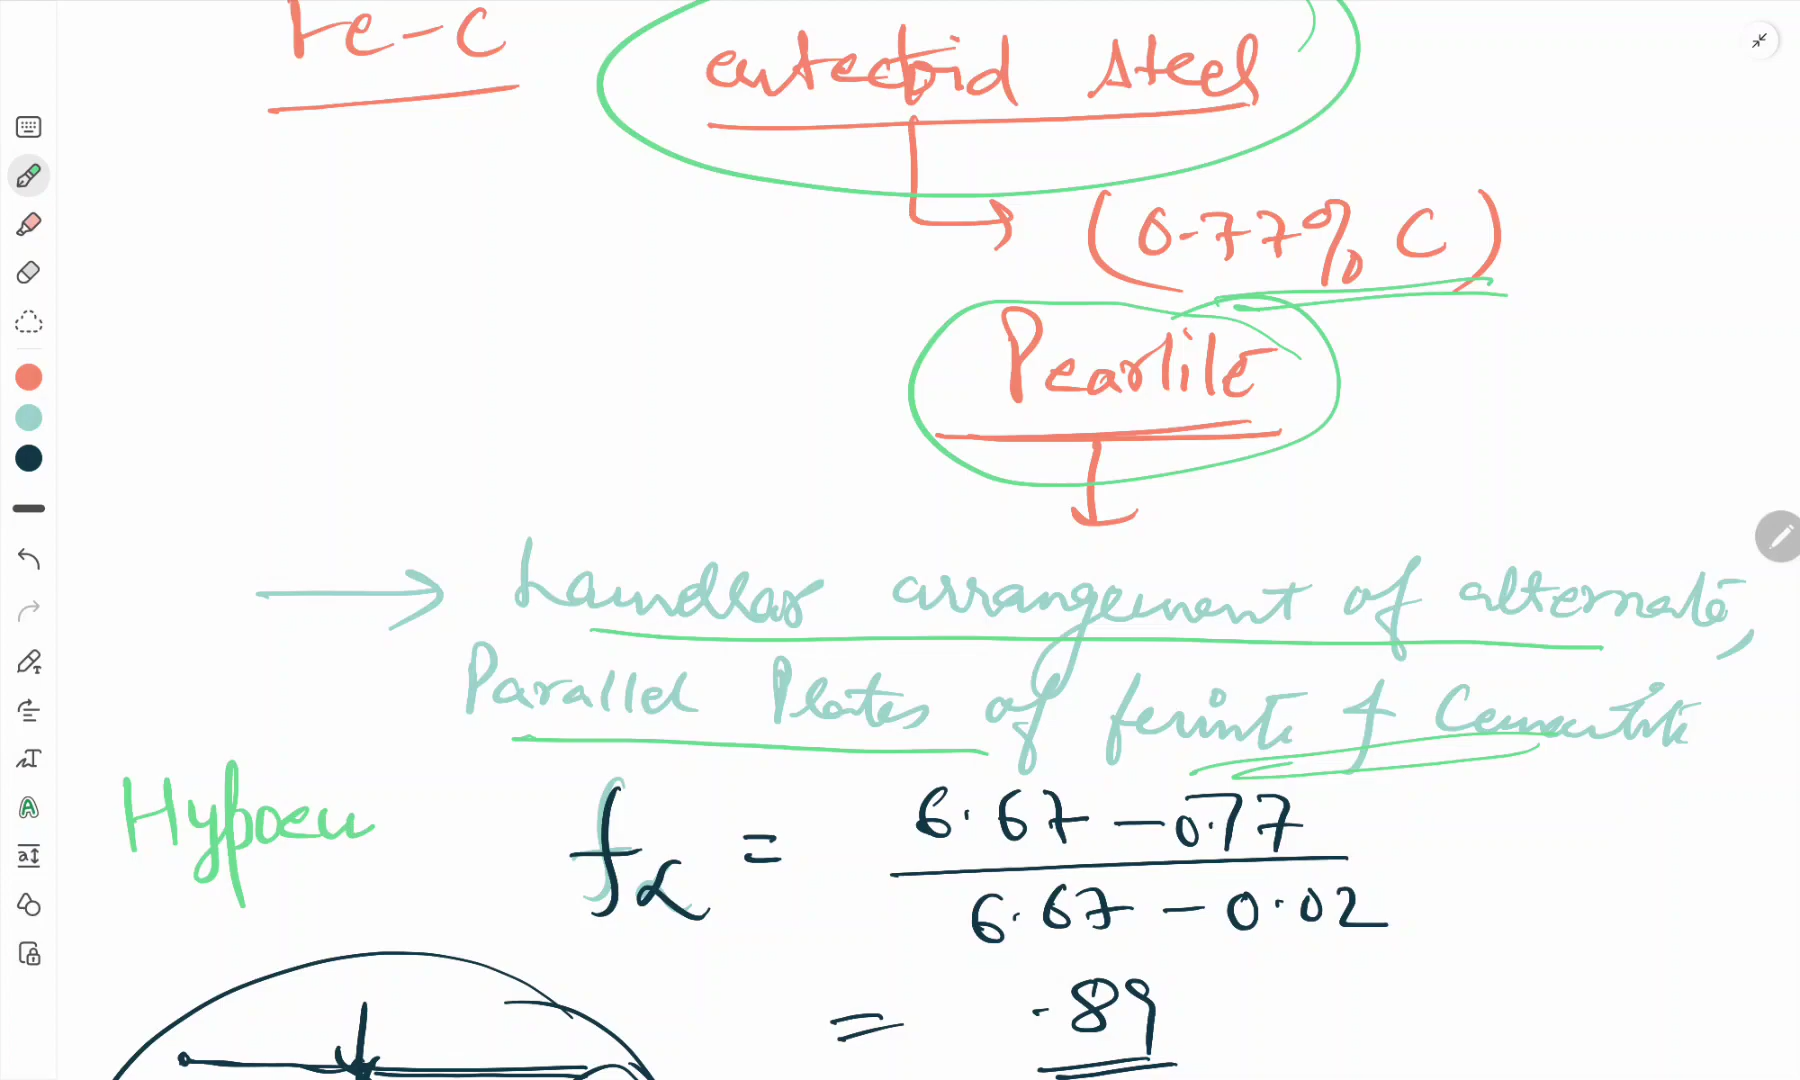 Fe-C
eutectoid steel
(0.77% C)
Pearlite
Lamellar arrangement of alternate,
Parallel Plates of ferrite & Cementite
Hypoeu
fα = 6.67 - 0.77
6.67 - 0.02
= .89